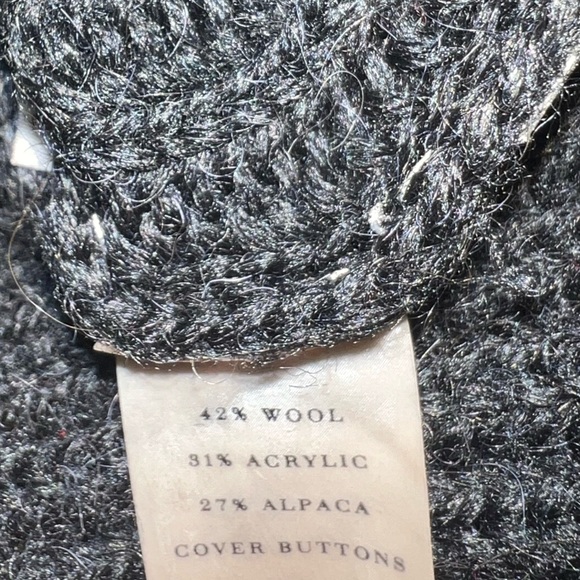 42% WOOL
31% ACRYLIC
27% ALPACA
COVER BUTTONS